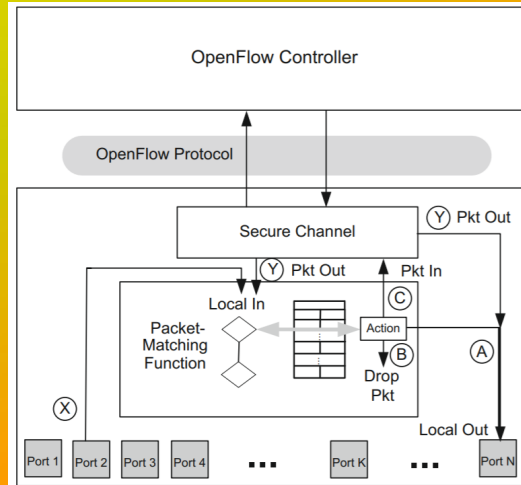 OpenFlow Controller
OpenFlow Protocol
Secure Channel
Y Pkt Out
Y Pkt Out
Pkt In
Local In
C
Packet-
Matching
Function
Action
B
A
Drop
Pkt
X
Local Out
Port 1
Port 2
Port 3
Port 4
...
Port K
...
Port N